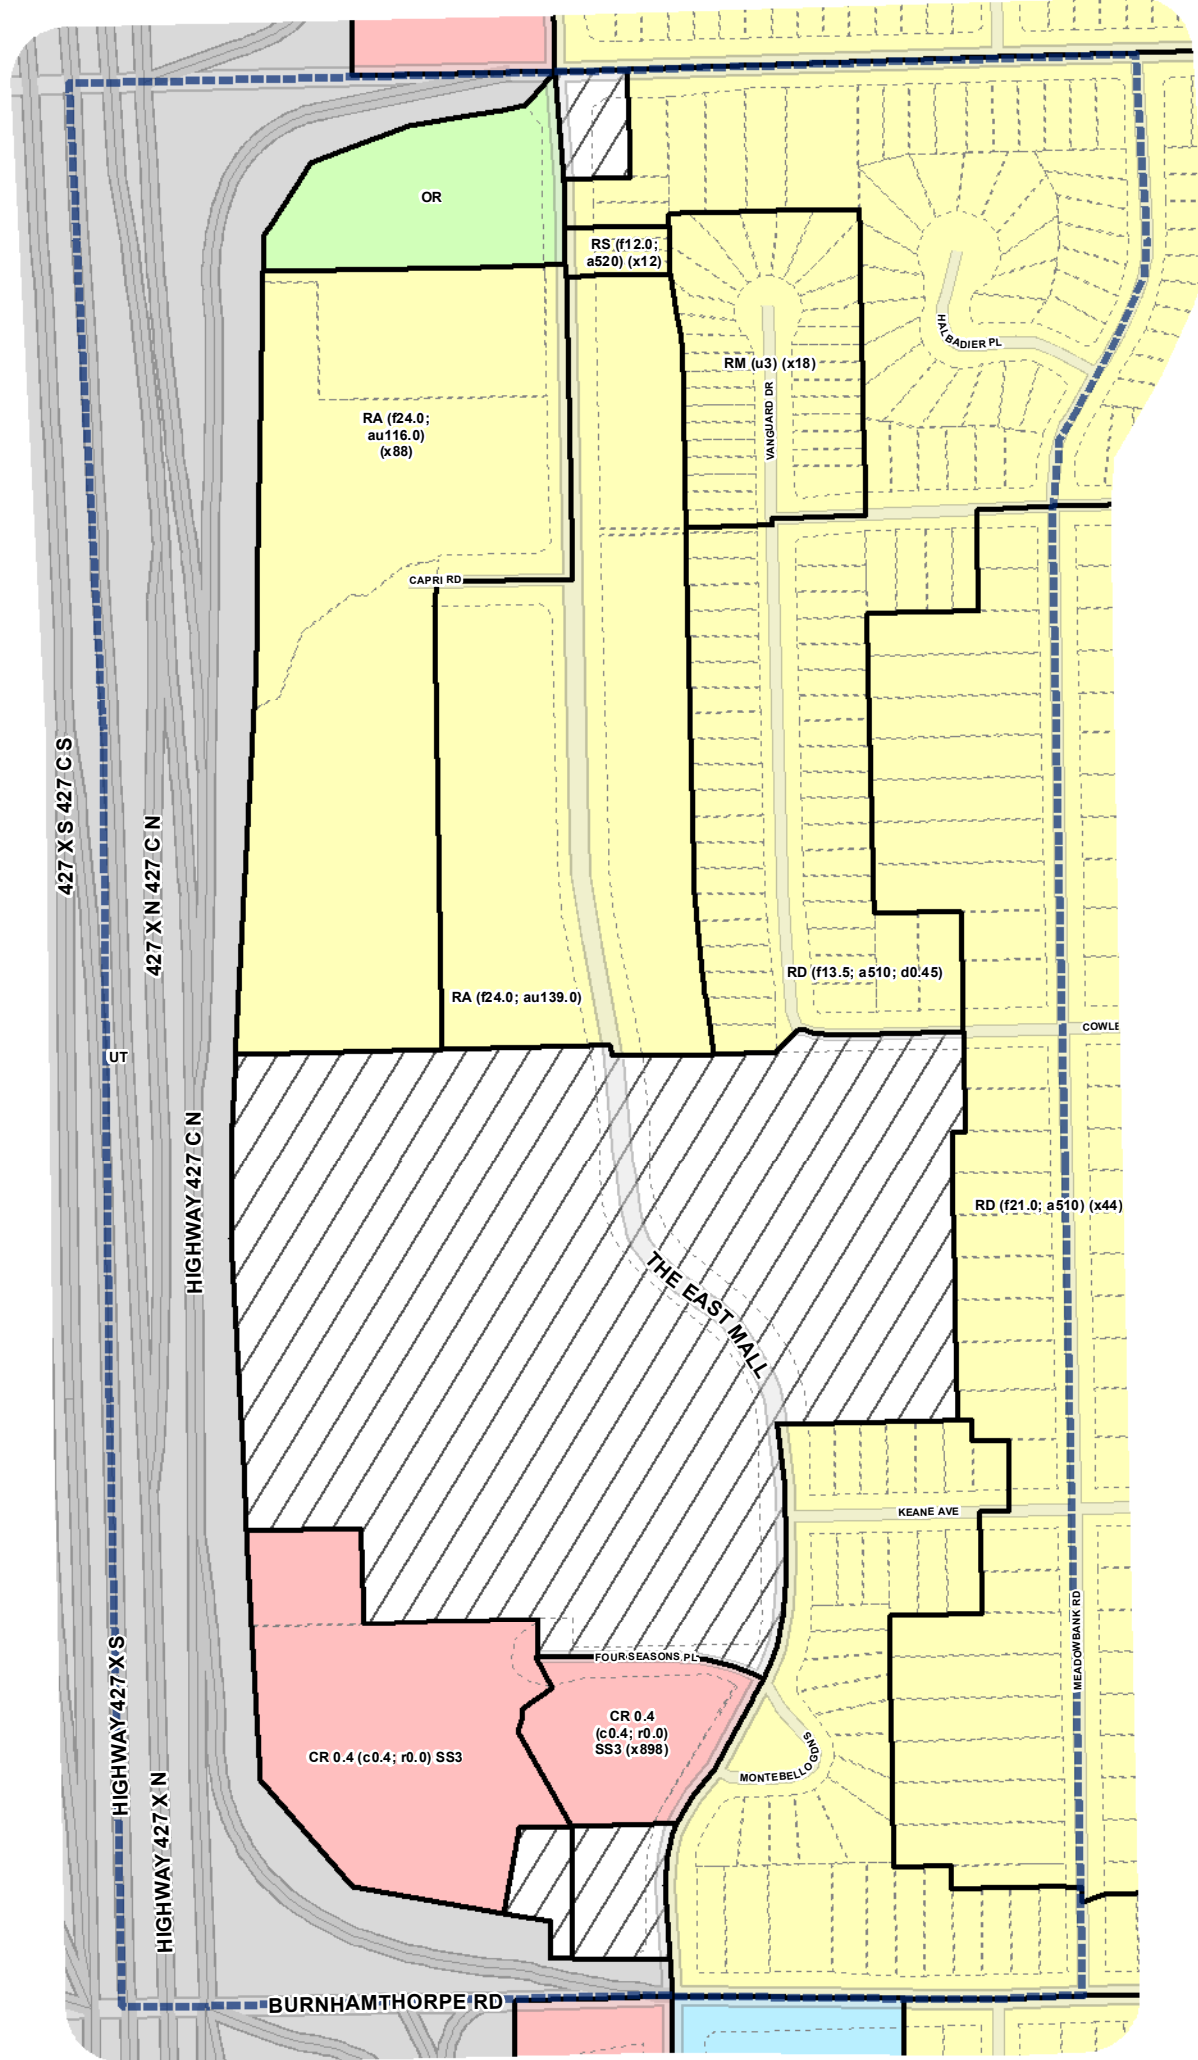 OR
RS (f12.0;
a520) (x12)
HALBADIER PL
RM (u3) (x18)
VANGUARD DR
RA (f24.0;
au116.0)
(x88)
CAPRI RD
427 X S 427 C S
427 X N 427 C N
RD (f13.5; a510; d0.45)
RA (f24.0; au139.0)
COWLE
UT
HIGHWAY 427 C N
RD (f21.0; a510) (x44)
THE EAST MALL
KEANE AVE
MEADOWBANK RD
FOUR SEASONS PL
HIGHWAY 427 X S
CR 0.4
(c0.4; r0.0)
SS3 (x898)
CR 0.4 (c0.4; r0.0) SS3
MONTEBELLO GDNS
HIGHWAY 427 X N
BURNHAMTHORPE RD